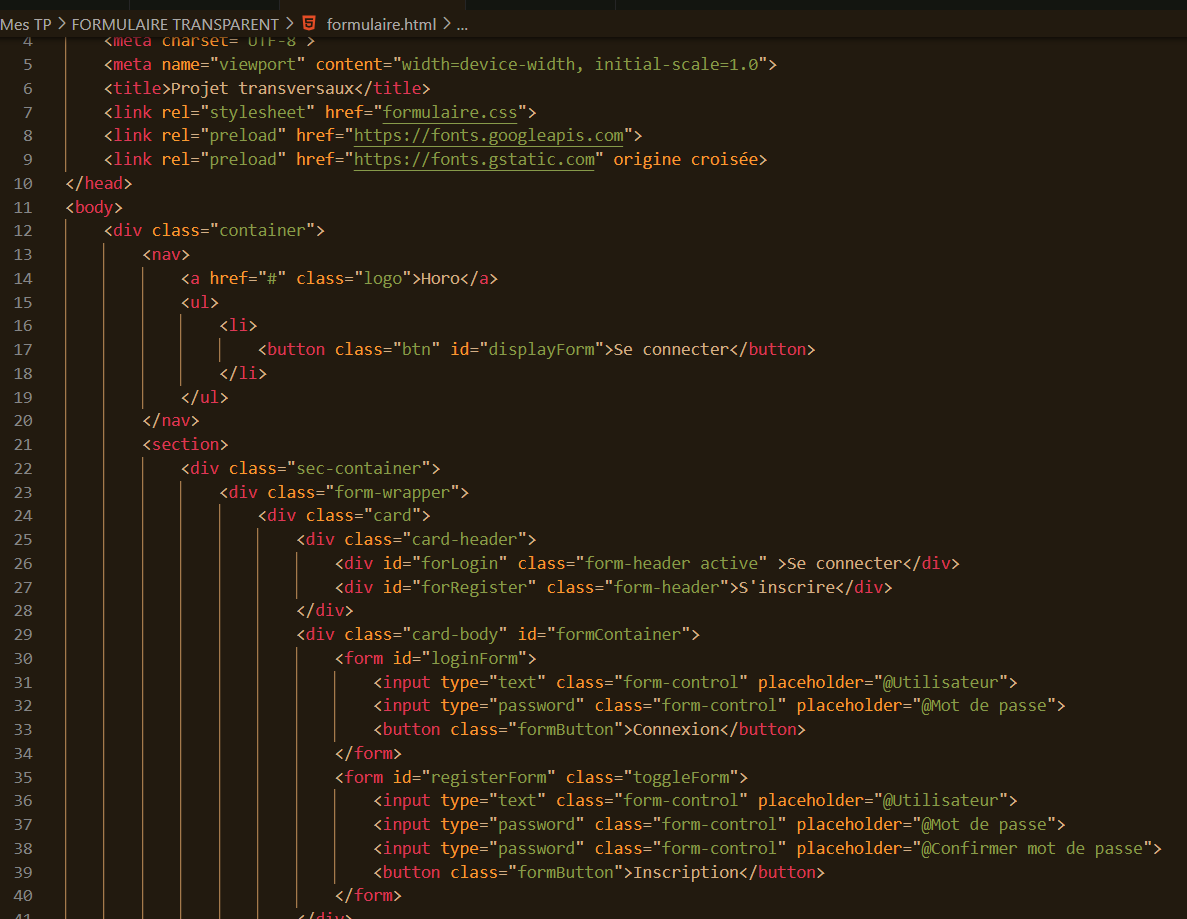 Mes TP > FORMULAIRE TRANSPARENT > formulaire.html > ...
4 <meta charset="UTF-8">
5 <meta name="viewport" content="width=device-width, initial-scale=1.0">
6 <title>Projet transversaux</title>
7 <link rel="stylesheet" href="formulaire.css">
8 <link rel="preload" href="https://fonts.googleapis.com">
9 <link rel="preload" href="https://fonts.gstatic.com" origine croisée>
10 </head>
11 <body>
12 <div class="container">
13 <nav>
14 <a href="#" class="logo">Horo</a>
15 <ul>
16 <li>
17 <button class="btn" id="displayForm">Se connecter</button>
18 </li>
19 </ul>
20 </nav>
21 <section>
22 <div class="sec-container">
23 <div class="form-wrapper">
24 <div class="card">
25 <div class="card-header">
26 <div id="forLogin" class="form-header active" >Se connecter</div>
27 <div id="forRegister" class="form-header">S'inscrire</div>
28 </div>
29 <div class="card-body" id="formContainer">
30 <form id="loginForm">
31 <input type="text" class="form-control" placeholder="@Utilisateur">
32 <input type="password" class="form-control" placeholder="@Mot de passe">
33 <button class="formButton">Connexion</button>
34 </form>
35 <form id="registerForm" class="toggleForm">
36 <input type="text" class="form-control" placeholder="@Utilisateur">
37 <input type="password" class="form-control" placeholder="@Mot de passe">
38 <input type="password" class="form-control" placeholder="@Confirmer mot de passe">
39 <button class="formButton">Inscription</button>
40 </form>
41 </div>